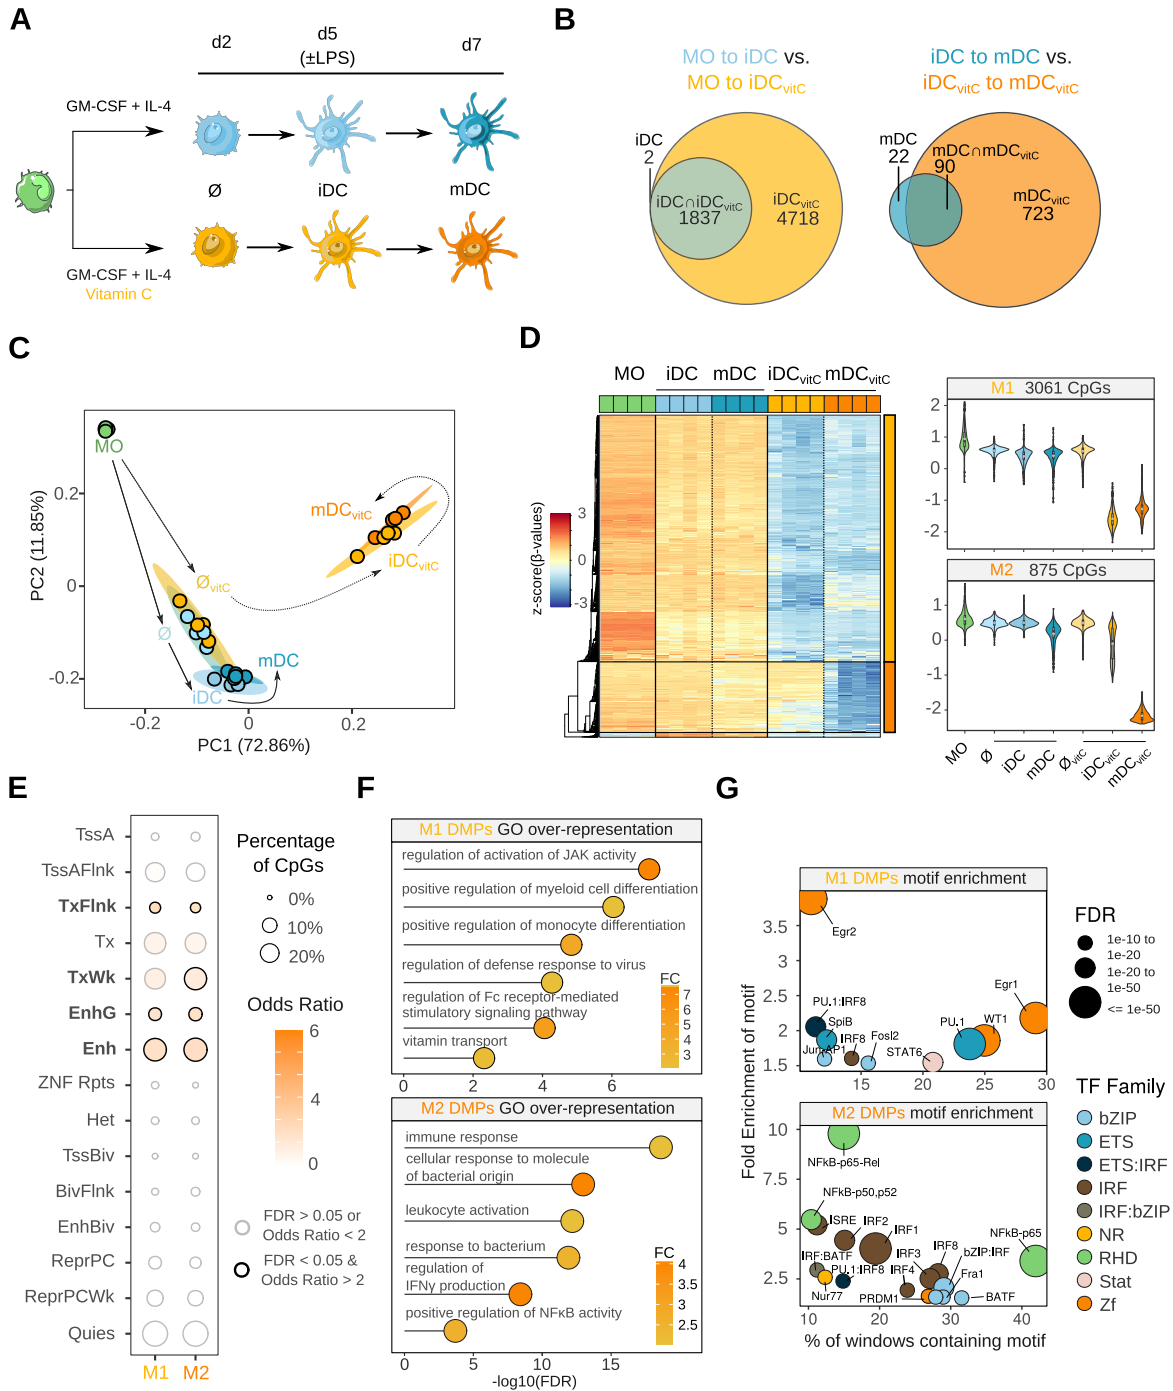 A
d2
d5
(±LPS)
d7
GM-CSF + IL-4
Ø
iDC
mDC
GM-CSF + IL-4
Vitamin C
B
MO to iDC vs.
MO to iDCvitC
iDC to mDC vs.
iDCvitC to mDCvitC
iDC
2
iDC∩iDCvitC
1837
iDCvitC
4718
mDC
22
mDC∩mDCvitC
90
mDCvitC
723
C
MO
mDCvitC
iDCvitC
ØvitC
Ø
mDC
iDC
0.2
0
-0.2
-0.2
0
0.2
PC2 (11.85%)
PC1 (72.86%)
D
MO
iDC
mDC
iDCvitC
mDCvitC
z-score(β-values)
3
2
1
0
-3
M1 3061 CpGs
2
1
0
-1
-2
M2 875 CpGs
1
0
-1
-2
MO
Ø
iDC
mDC
ØvitC
iDCvitC
mDCvitC
E
TssA
TssAFlnk
TxFlnk
Tx
TxWk
EnhG
Enh
ZNF Rpts
Het
TssBiv
BivFlnk
EnhBiv
ReprPC
ReprPCWk
Quies
M1
M2
Percentage
of CpGs
0%
10%
20%
Odds Ratio
6
4
2
0
FDR > 0.05 or
Odds Ratio < 2
FDR < 0.05 &
Odds Ratio > 2
F
M1 DMPs GO over-representation
regulation of activation of JAK activity
positive regulation of myeloid cell differentiation
positive regulation of monocyte differentiation
regulation of defense response to virus
regulation of Fc receptor-mediated
stimulatory signaling pathway
vitamin transport
FC
7
6
5
4
3
0
2
4
6
M2 DMPs GO over-representation
immune response
cellular response to molecule
of bacterial origin
leukocyte activation
response to bacterium
regulation of
IFNγ production
positive regulation of NFκB activity
FC
4
3.5
3
2.5
0
5
10
15
-log10(FDR)
G
M1 DMPs motif enrichment
Egr2
Egr1
PU.1:IRF8
SpiB
PU.1
WT1
Jun-AP1
IRF8
Fosl2
STAT6
3.5
3
2.5
2
1.5
10
15
20
25
30
Fold Enrichment of motif
M2 DMPs motif enrichment
NFkB-p65-Rel
NFkB-p50,p52
ISRE
IRF2
IRF1
NFkB-p65
IRF3
IRF8
bZIP:IRF
IRF:BATF
PU.1:IRF8
IRF4
Fra1
Nur77
PRDM1
BATF
10
7.5
5
2.5
10
20
30
40
% of windows containing motif
FDR
1e-10 to
1e-20
1e-20 to
1e-50
<= 1e-50
TF Family
bZIP
ETS
ETS:IRF
IRF
IRF:bZIP
NR
RHD
Stat
Zf